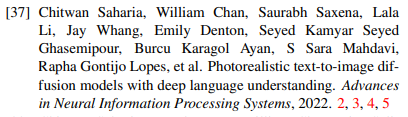 [37] Chitwan Saharia, William Chan, Saurabh Saxena, Lala
Li, Jay Whang, Emily Denton, Seyed Kamyar Seyed
Ghasemipour, Burcu Karagol Ayan, S Sara Mahdavi,
Rapha Gontijo Lopes, et al. Photorealistic text-to-image dif-
fusion models with deep language understanding. Advances
in Neural Information Processing Systems, 2022. 2, 3, 4, 5